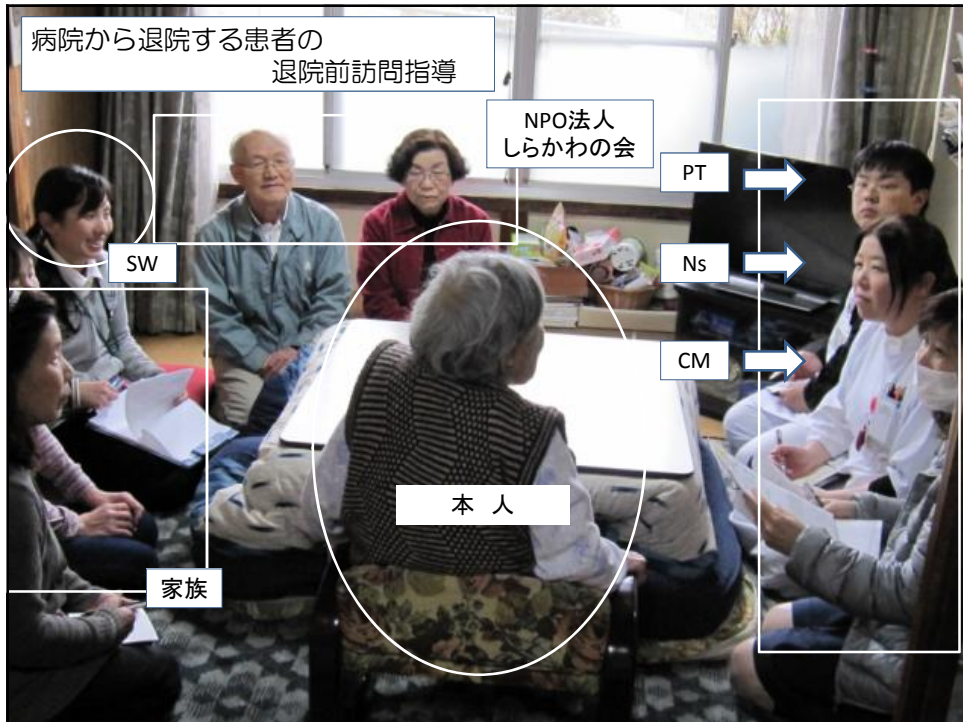 病院から退院する患者の
退院前訪問指導
NPO法人
しらかわの会
PT
SW
Ns
CM
本 人
家族